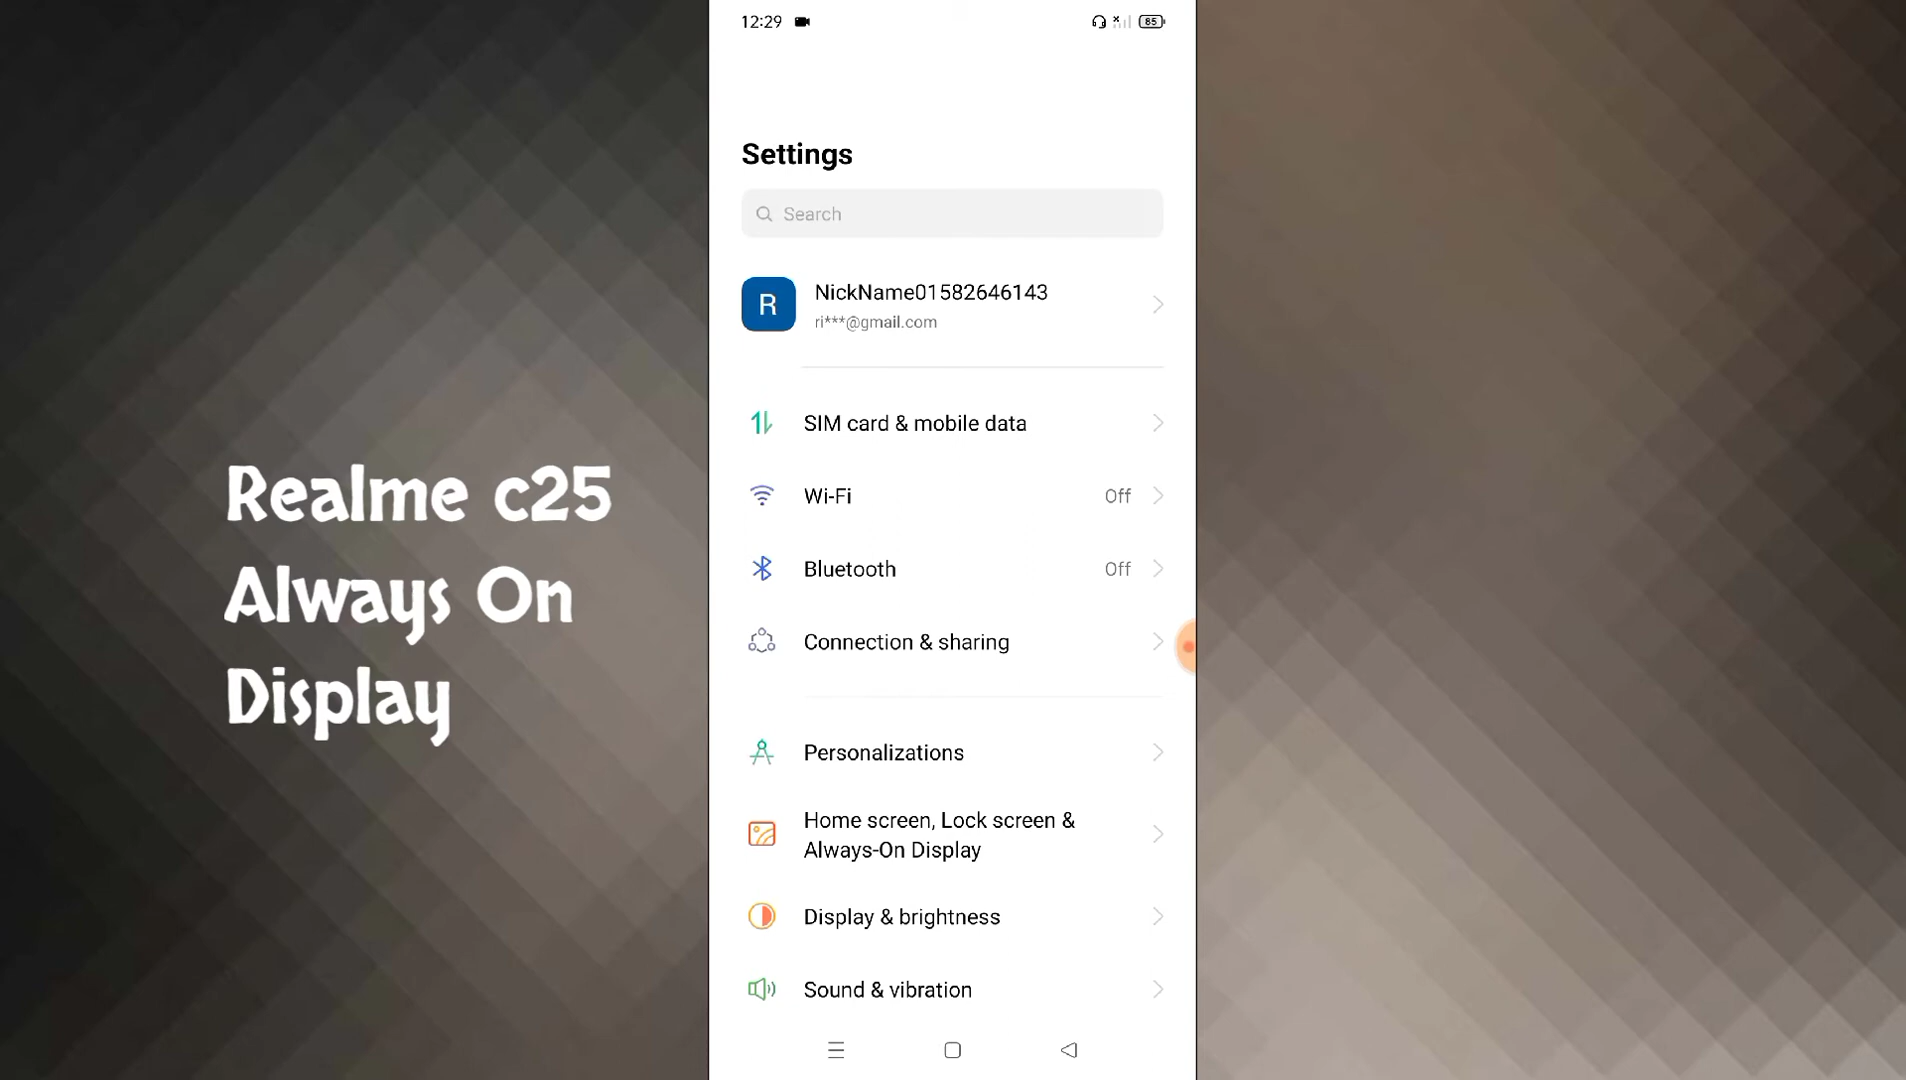 12:29
85
Settings
Search
R
NickName01582646143
ri***@gmail.com
SIM card & mobile data
Wi-Fi Off
Bluetooth Off
Connection & sharing
Personalizations
Home screen, Lock screen &
Always-On Display
Display & brightness
Sound & vibration
Realme c25
Always On
Display